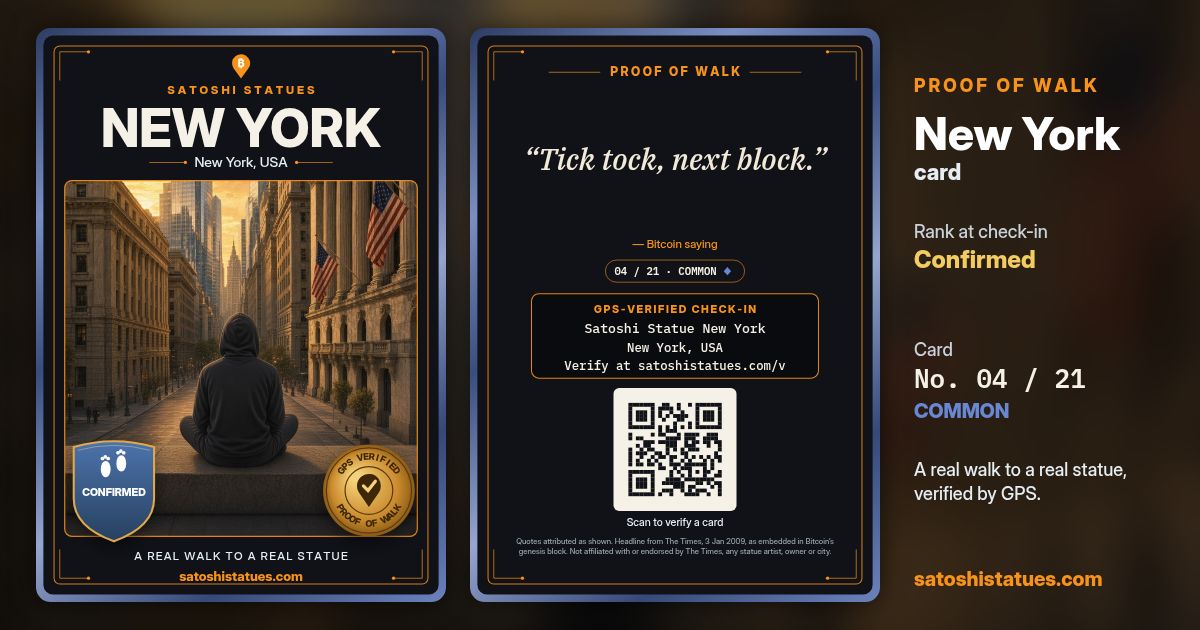 SATOSHI STATUES
NEW YORK
New York, USA
CONFIRMED
GPS VERIFIED
PROOF OF WALK
A REAL WALK TO A REAL STATUE
satoshistatues.com
PROOF OF WALK
“Tick tock, next block.”
— Bitcoin saying
04 / 21 · COMMON
GPS-VERIFIED CHECK-IN
Satoshi Statue New York
New York, USA
Verify at satoshistatues.com/v
Scan to verify a card
Quotes attributed as shown. Headline from The Times, 3 Jan 2009, as embedded in Bitcoin's
genesis block. Not affiliated with or endorsed by The Times, any statue artist, owner or city.
PROOF OF WALK
New York
card
Rank at check-in
Confirmed
Card
No. 04 / 21
COMMON
A real walk to a real statue,
verified by GPS.
satoshistatues.com